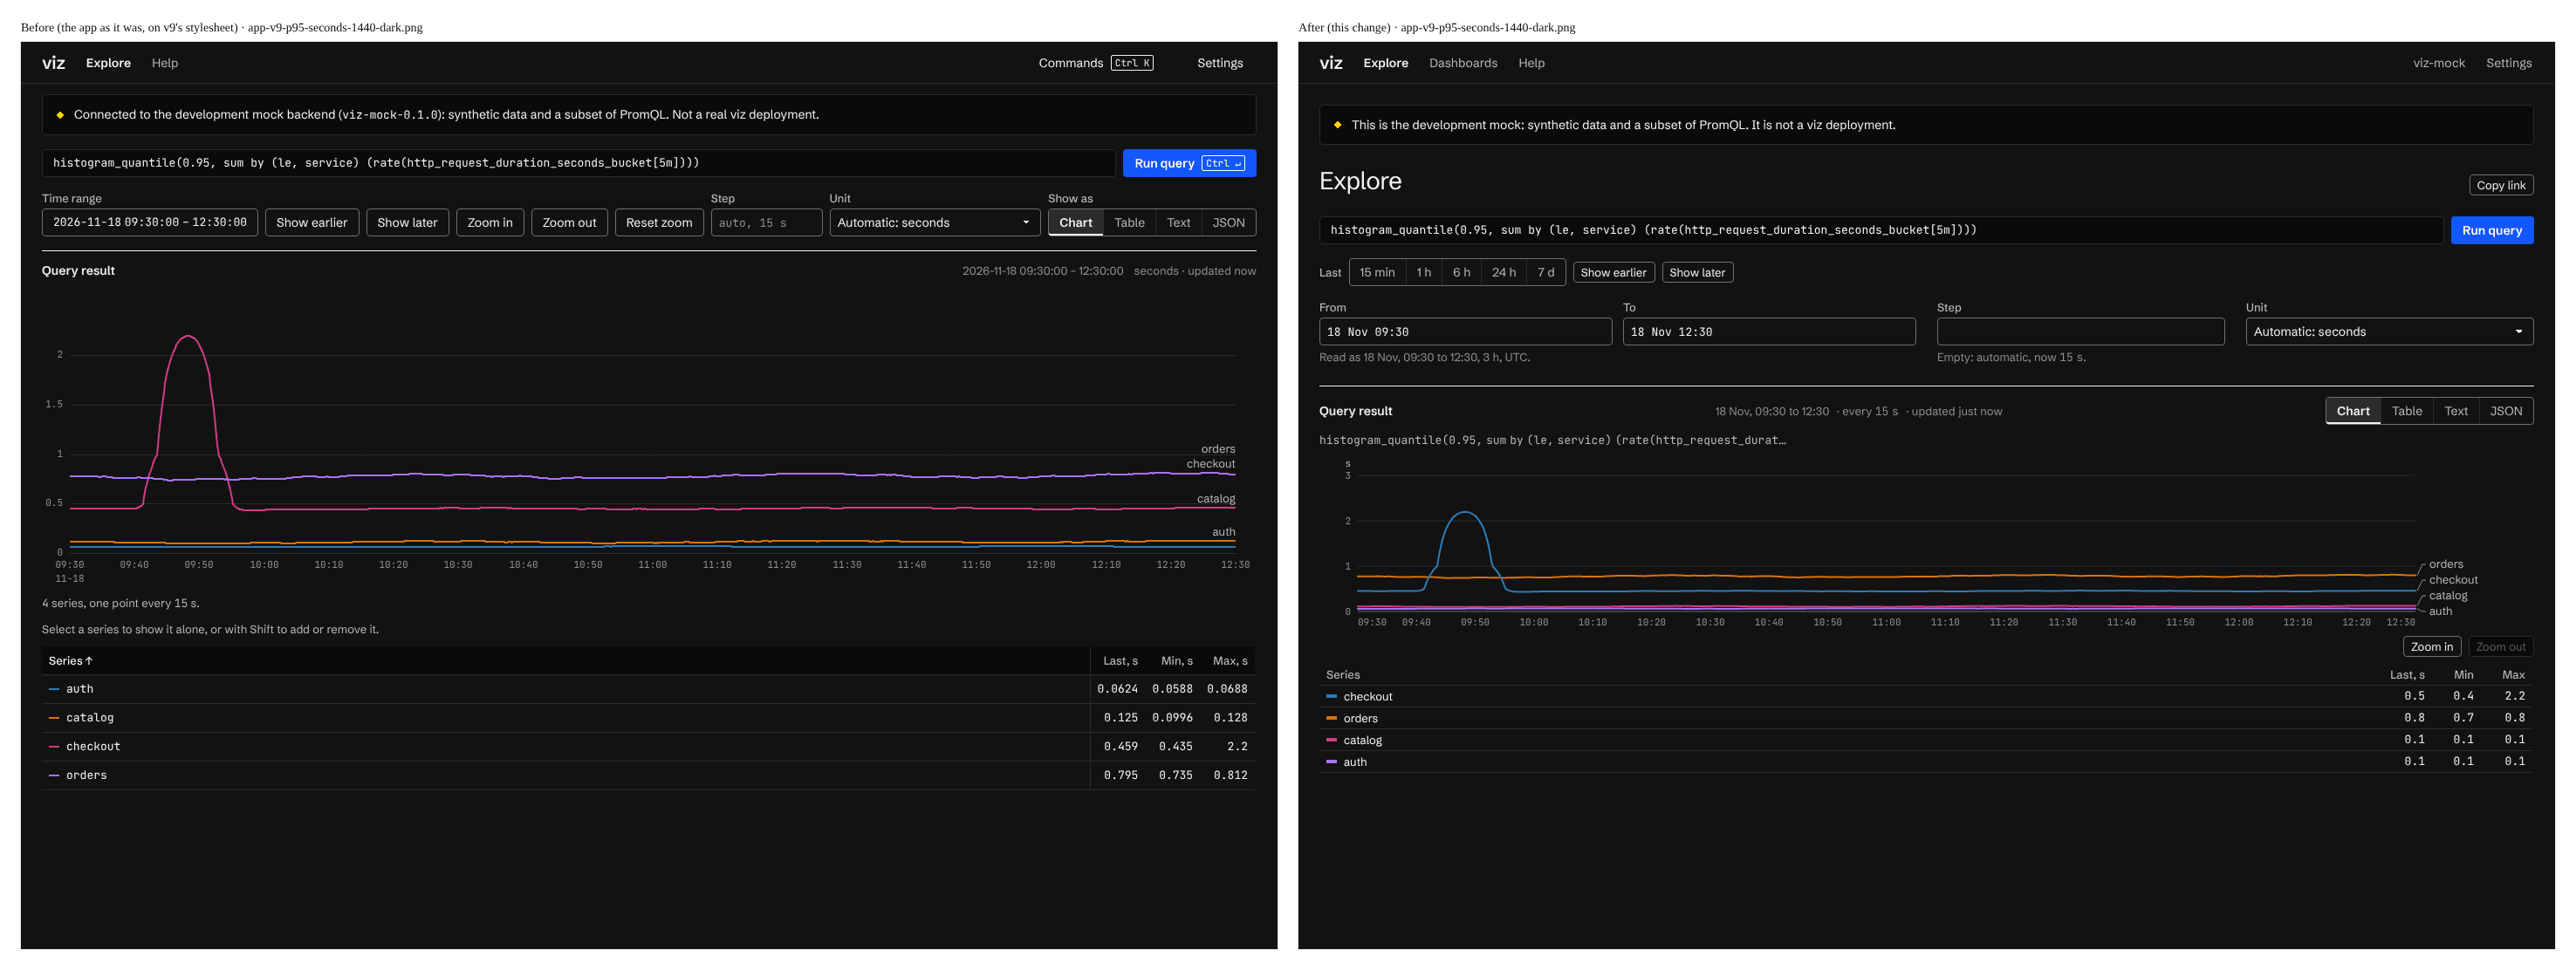 Before (the app as it was, on v9's stylesheet) · app-v9-p95-seconds-1440-dark.png
viz Explore Help Commands Ctrl K Settings
Connected to the development mock backend (viz-mock-0.1.0): synthetic data and a subset of PromQL. Not a real viz deployment.
histogram_quantile(0.95, sum by (le, service) (rate(http_request_duration_seconds_bucket[5m]))) Run query Ctrl ↵
Time range Step Unit Show as
2026-11-18 09:30:00 – 12:30:00 Show earlier Show later Zoom in Zoom out Reset zoom auto, 15 s Automatic: seconds Chart Table Text JSON
Query result 2026-11-18 09:30:00 – 12:30:00 seconds · updated now
2
1.5
1
0.5
0
orders
checkout
catalog
auth
09:30 09:40 09:50 10:00 10:10 10:20 10:30 10:40 10:50 11:00 11:10 11:20 11:30 11:40 11:50 12:00 12:10 12:20 12:30
11-18
4 series, one point every 15 s.
Select a series to show it alone, or with Shift to add or remove it.
Series ↑ Last, s Min, s Max, s
auth 0.0624 0.0588 0.0688
catalog 0.125 0.0996 0.128
checkout 0.459 0.435 2.2
orders 0.795 0.735 0.812
After (this change) · app-v9-p95-seconds-1440-dark.png
viz Explore Dashboards Help viz-mock Settings
This is the development mock: synthetic data and a subset of PromQL. It is not a viz deployment.
Explore Copy link
histogram_quantile(0.95, sum by (le, service) (rate(http_request_duration_seconds_bucket[5m]))) Run query
Last 15 min 1 h 6 h 24 h 7 d Show earlier Show later
From To Step Unit
18 Nov 09:30 18 Nov 12:30 Automatic: seconds
Read as 18 Nov, 09:30 to 12:30, 3 h, UTC. Empty: automatic, now 15 s.
Query result 18 Nov, 09:30 to 12:30 · every 15 s · updated just now Chart Table Text JSON
histogram_quantile(0.95, sum by (le, service) (rate(http_request_durat…
s
3
2
1
0
orders
checkout
catalog
auth
09:30 09:40 09:50 10:00 10:10 10:20 10:30 10:40 10:50 11:00 11:10 11:20 11:30 11:40 11:50 12:00 12:10 12:20 12:30
Zoom in Zoom out
Series Last, s Min Max
checkout 0.5 0.4 2.2
orders 0.8 0.7 0.8
catalog 0.1 0.1 0.1
auth 0.1 0.1 0.1